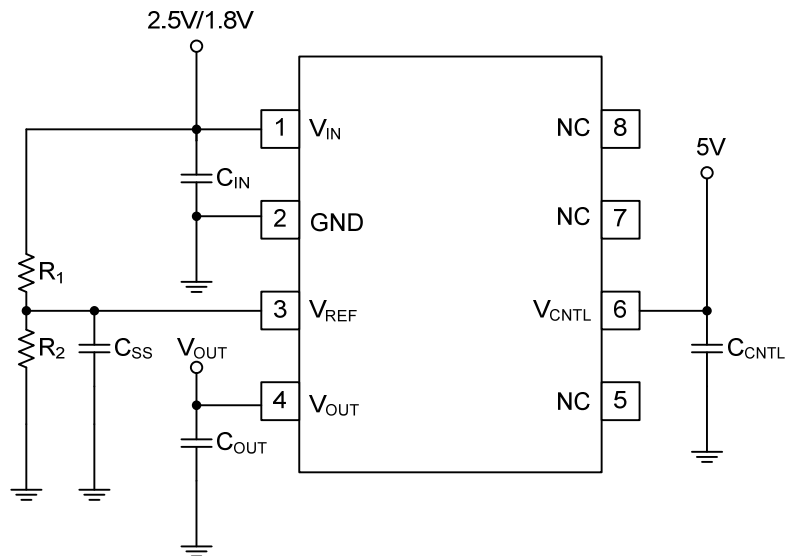 2.5V/1.8V
1 VIN NC 8
5V
CIN
2 GND NC 7
R1
3 VREF VCNTL 6
R2 CSS VOUT CCNTL
4 VOUT NC 5
COUT